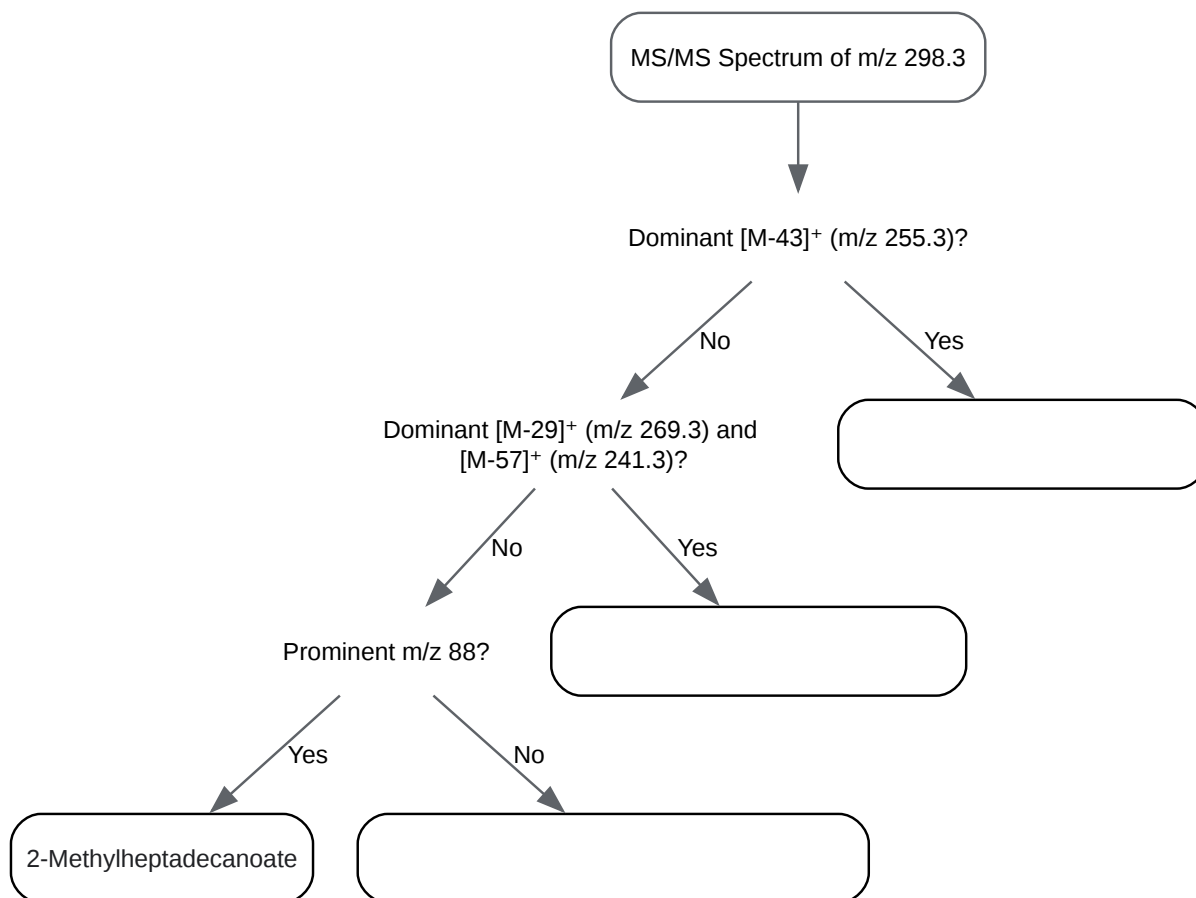 MS/MS Spectrum of m/z 298.3
Dominant [M-43]⁺ (m/z 255.3)?
No
Yes
Dominant [M-29]⁺ (m/z 269.3) and
[M-57]⁺ (m/z 241.3)?
No
Yes
Prominent m/z 88?
Yes
No
2-Methylheptadecanoate